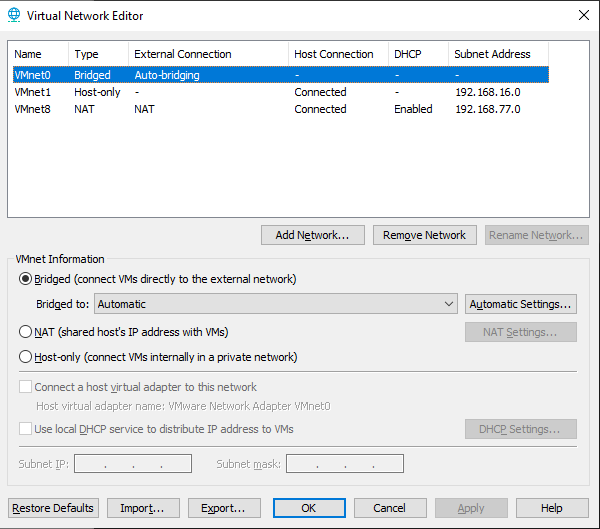 Virtual Network Editor
Name Type External Connection Host Connection DHCP Subnet Address
VMnet0 Bridged Auto-bridging - - -
VMnet1 Host-only - Connected - 192.168.16.0
VMnet8 NAT NAT Connected Enabled 192.168.77.0
Add Network... Remove Network Rename Network...
VMnet Information
Bridged (connect VMs directly to the external network)
Bridged to: Automatic Automatic Settings...
NAT (shared host's IP address with VMs) NAT Settings...
Host-only (connect VMs internally in a private network)
Connect a host virtual adapter to this network
Host virtual adapter name: VMware Network Adapter VMnet0
Use local DHCP service to distribute IP address to VMs DHCP Settings...
Subnet IP: . . . Subnet mask: . . .
Restore Defaults Import... Export... OK Cancel Apply Help